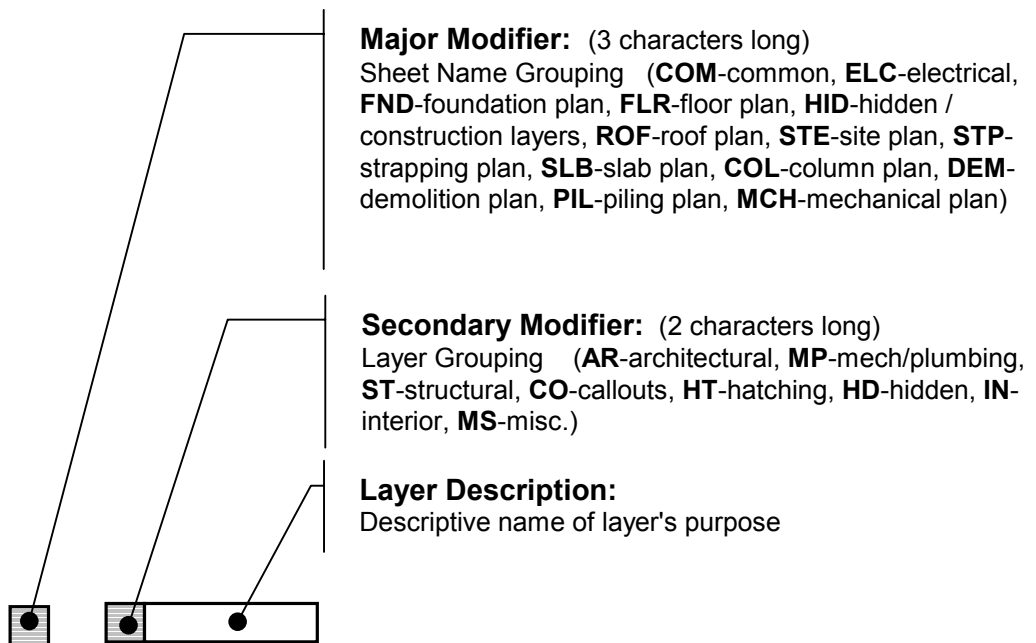 Major Modifier: (3 characters long)
Sheet Name Grouping (COM-common, ELC-electrical,
FND-foundation plan, FLR-floor plan, HID-hidden /
construction layers, ROF-roof plan, STE-site plan, STP-
strapping plan, SLB-slab plan, COL-column plan, DEM-
demolition plan, PIL-piling plan, MCH-mechanical plan)
Secondary Modifier: (2 characters long)
Layer Grouping (AR-architectural, MP-mech/plumbing,
ST-structural, CO-callouts, HT-hatching, HD-hidden, IN-
interior, MS-misc.)
Layer Description:
Descriptive name of layer's purpose